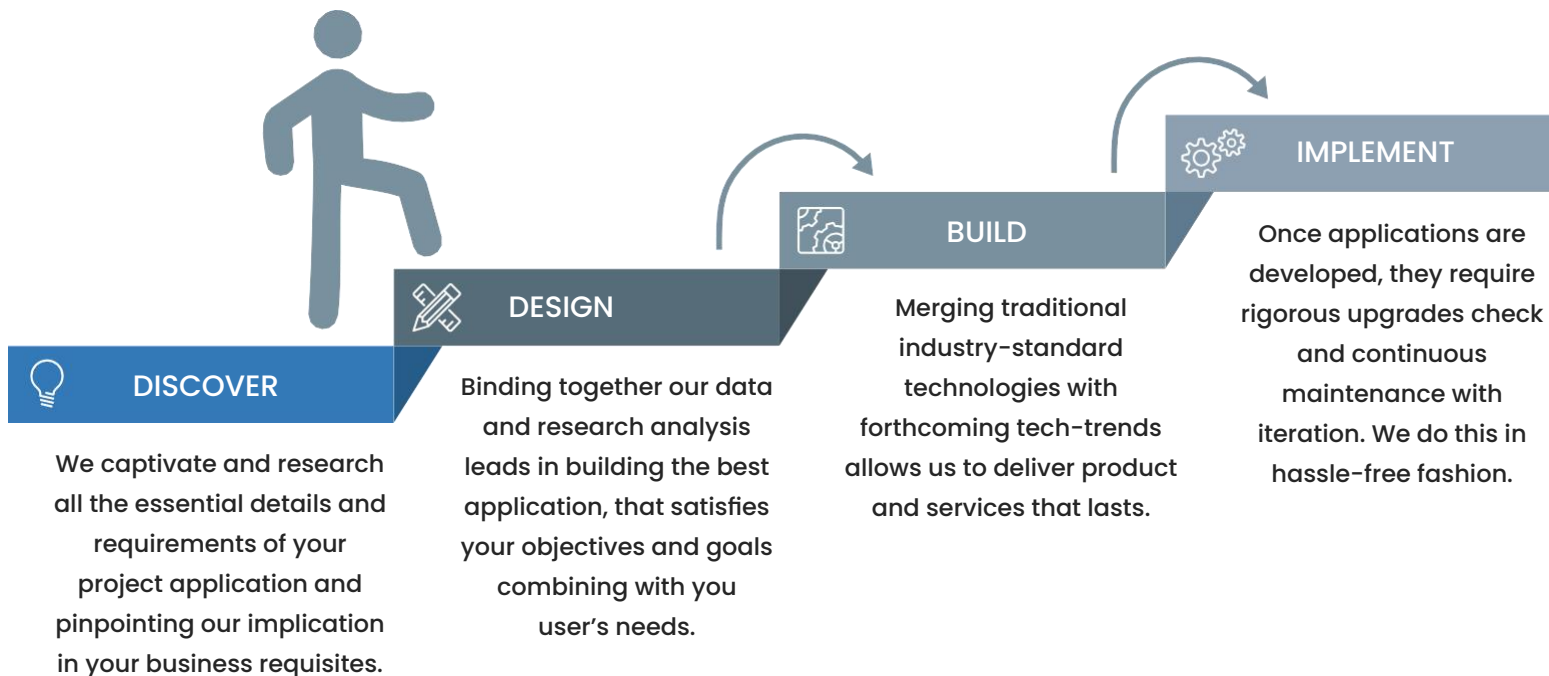 DISCOVER
We captivate and research
all the essential details and
requirements of your
project application and
pinpointing our implication
in your business requisites.
DESIGN
Binding together our data
and research analysis
leads in building the best
application, that satisfies
your objectives and goals
combining with you
user's needs.
BUILD
Merging traditional
industry-standard
technologies with
forthcoming tech-trends
allows us to deliver product
and services that lasts.
IMPLEMENT
Once applications are
developed, they require
rigorous upgrades check
and continuous
maintenance with
iteration. We do this in
hassle-free fashion.